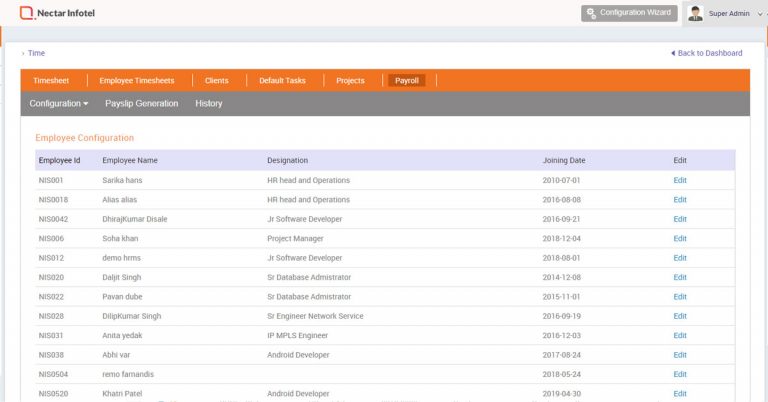 Nectar Infotel Configuration Wizard Super Admin
Time Back to Dashboard
Timesheet Employee Timesheets Clients Default Tasks Projects Payroll
Configuration Payslip Generation History
Employee Configuration
Employee Id Employee Name Designation Joining Date Edit
NIS001 Sarika hans HR head and Operations 2010-07-01 Edit
NIS0018 Alias alias HR head and Operations 2016-08-08 Edit
NIS0042 DhirajKumar Disale Jr Software Developer 2016-09-21 Edit
NIS006 Soha khan Project Manager 2018-12-04 Edit
NIS012 demo hrms Jr Software Developer 2018-08-01 Edit
NIS020 Daljit Singh Sr Database Admistrator 2014-12-08 Edit
NIS022 Pavan dube Sr Database Admistrator 2015-11-01 Edit
NIS028 DilipKumar Singh Sr Engineer Network Service 2016-09-19 Edit
NIS031 Anita yedak IP MPLS Engineer 2016-12-03 Edit
NIS038 Abhi var Android Developer 2017-08-24 Edit
NIS0504 remo farnandis 2018-05-24 Edit
NIS0520 Khatri Patel Android Developer 2019-04-30 Edit